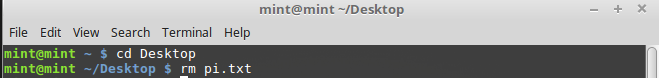 mint@mint ~/Desktop
File Edit View Search Terminal Help
mint@mint ~ $ cd Desktop
mint@mint ~/Desktop $ rm pi.txt